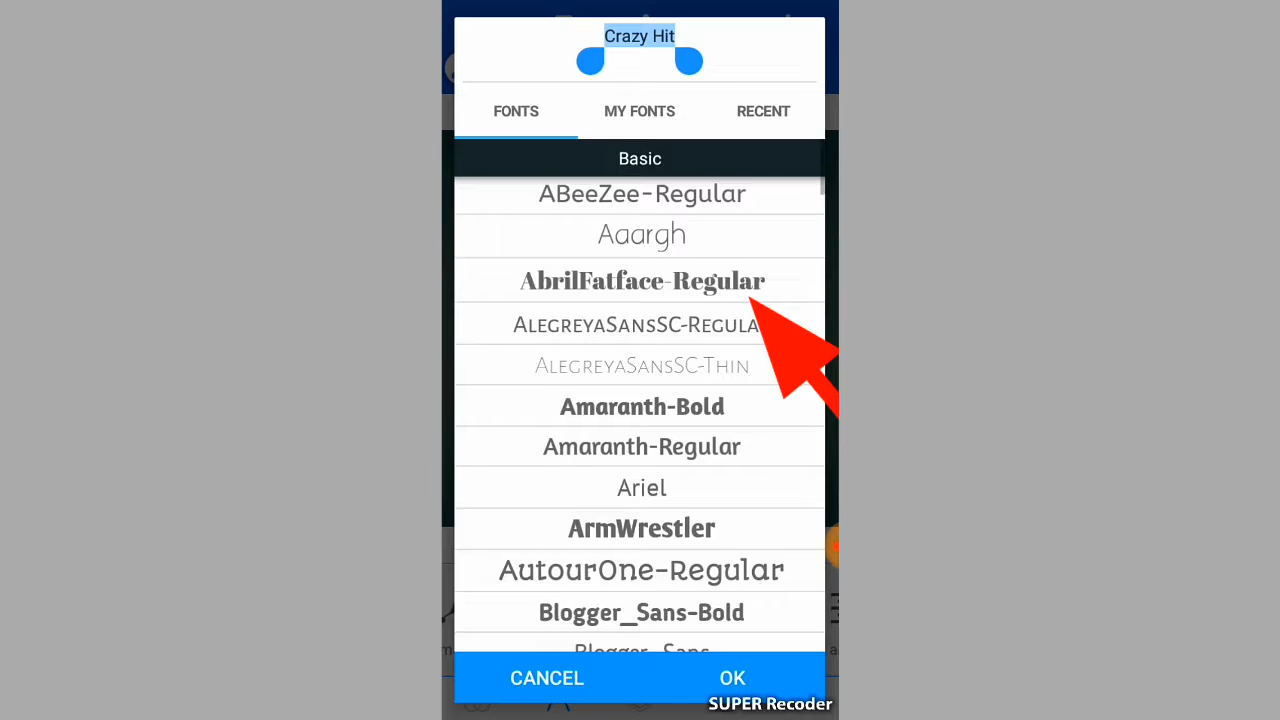 Crazy Hit
FONTS
MY FONTS
RECENT
Basic
ABeeZee-Regular
Aaargh
AbrilFatface-Regular
AlegreyaSansSC-Regula
AlegreyaSansSC-Thin
Amaranth-Bold
Amaranth-Regular
Ariel
ArmWrestler
AutourOne-Regular
Blogger_Sans-Bold
Blogger_Sans
CANCEL
OK
SUPER Recoder